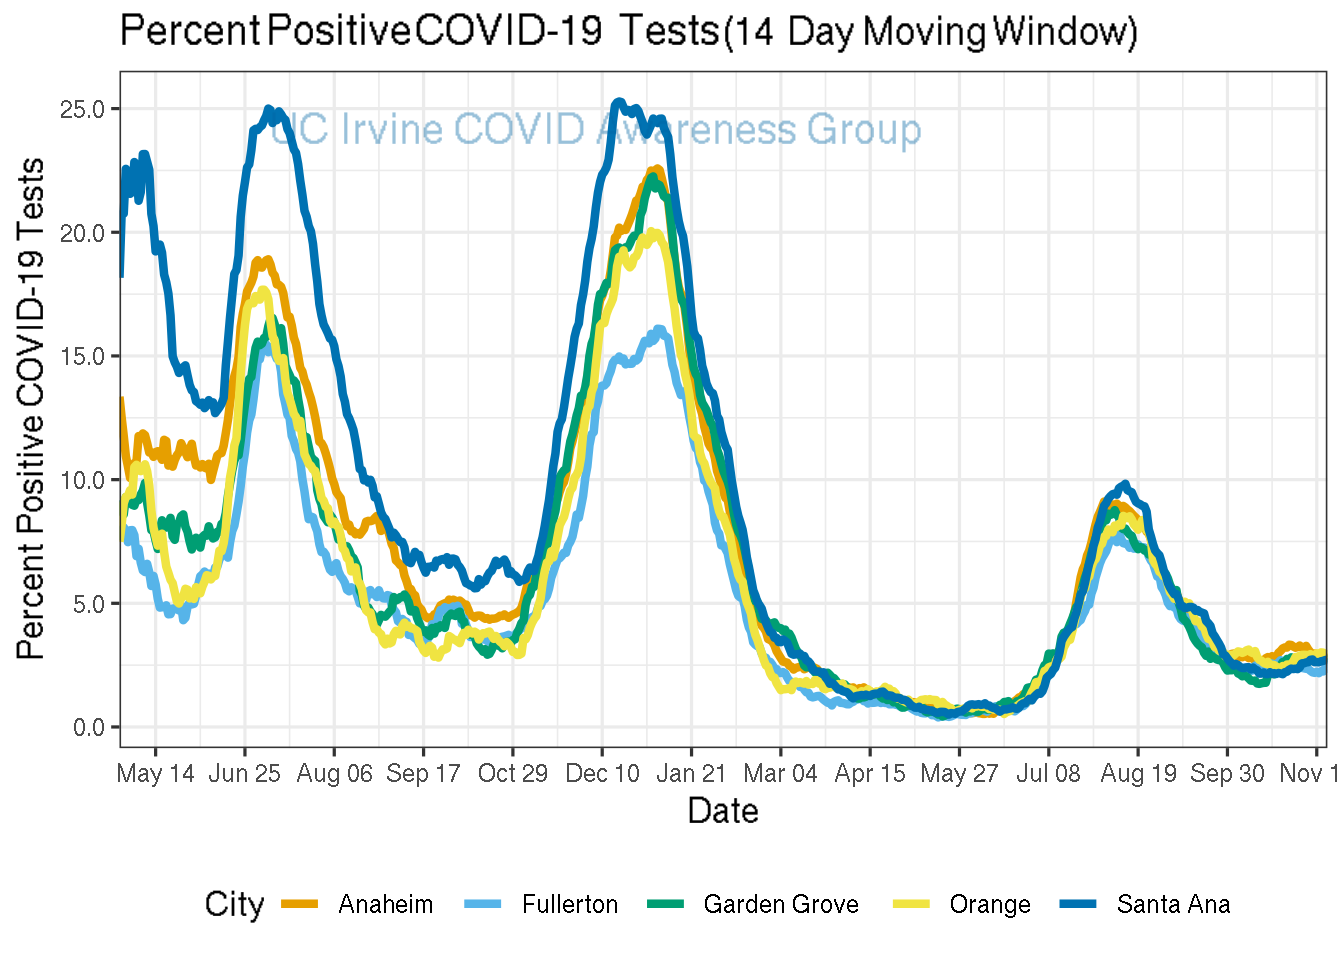 Percent Positive COVID-19 Tests (14 Day Moving Window)
UC Irvine COVID Awareness Group
Percent Positive COVID-19 Tests
25.0
20.0
15.0
10.0
5.0
0.0
May 14 Jun 25 Aug 06 Sep 17 Oct 29 Dec 10 Jan 21 Mar 04 Apr 15 May 27 Jul 08 Aug 19 Sep 30 Nov 1
Date
City Anaheim Fullerton Garden Grove Orange Santa Ana